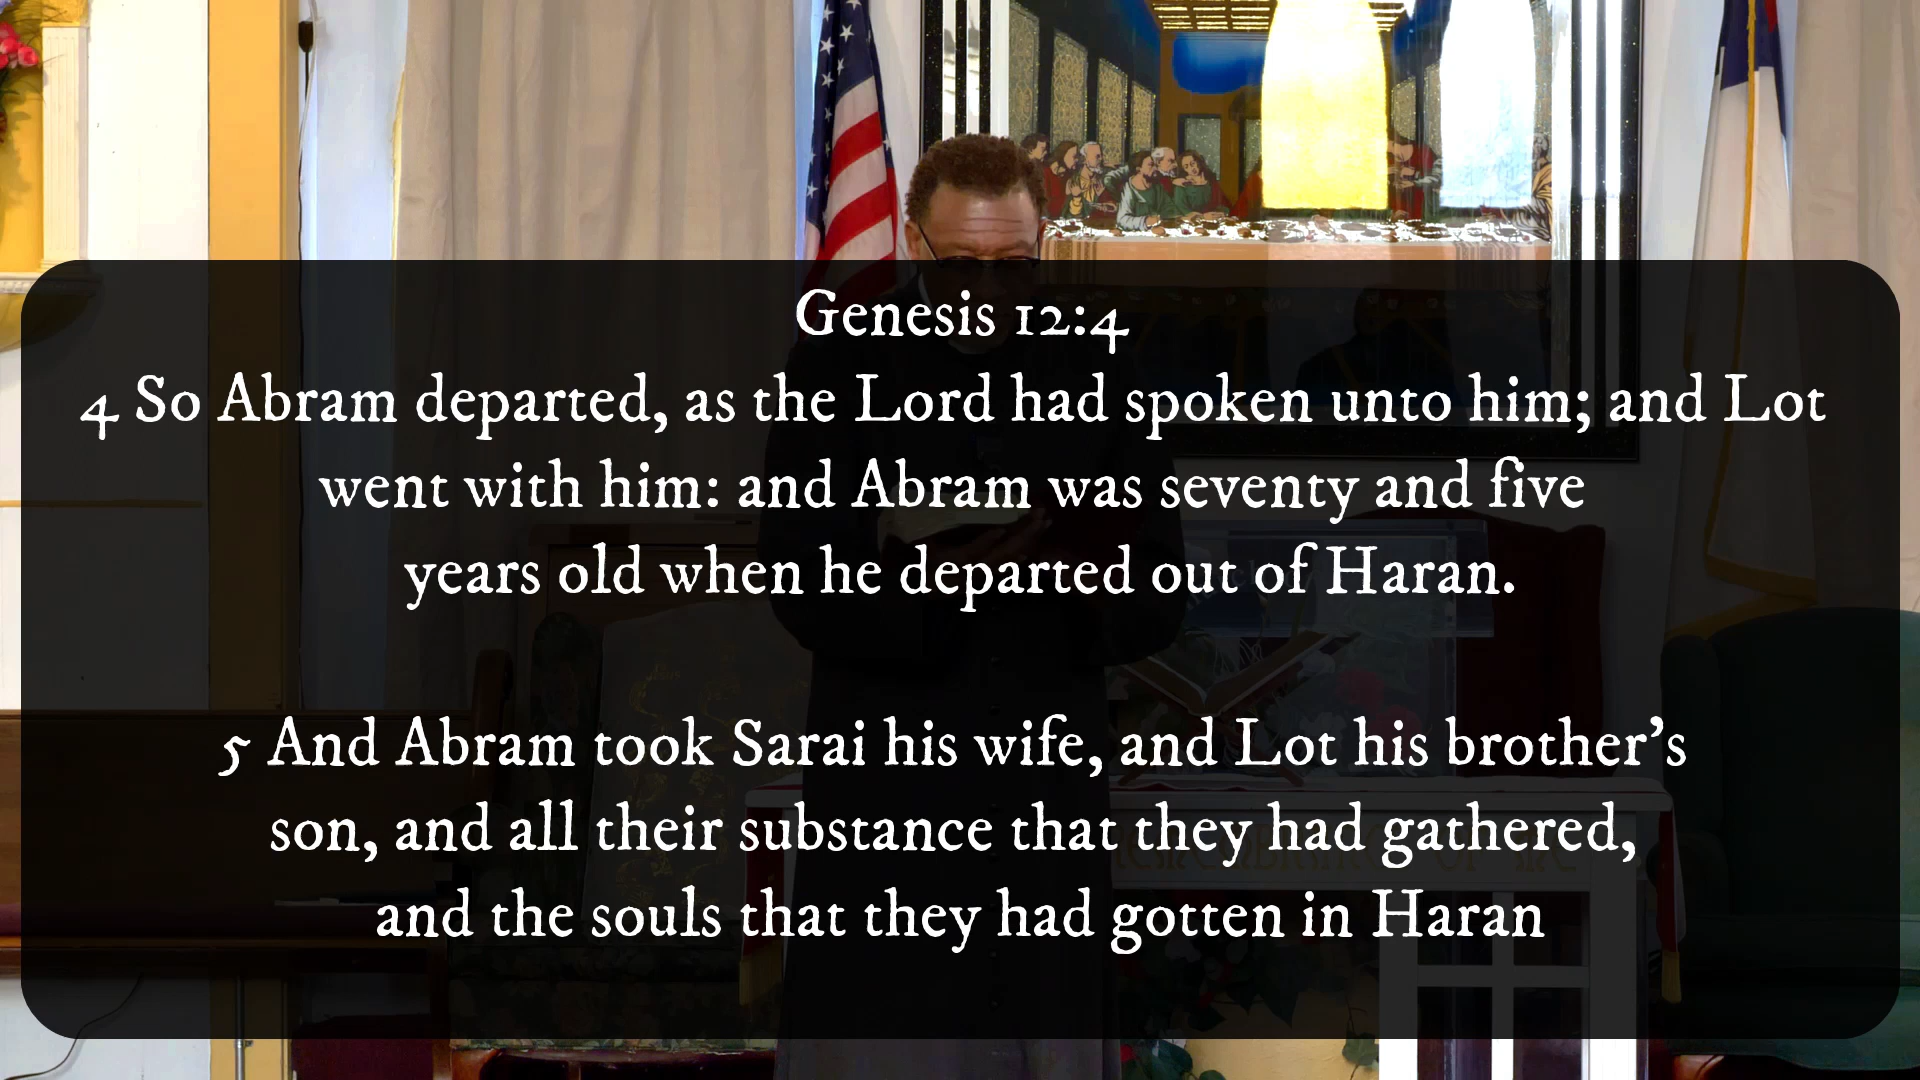 Genesis 12:4
4 So Abram departed, as the Lord had spoken unto him; and Lot
went with him: and Abram was seventy and five
years old when he departed out of Haran.
5 And Abram took Sarai his wife, and Lot his brother's
son, and all their substance that they had gathered,
and the souls that they had gotten in Haran